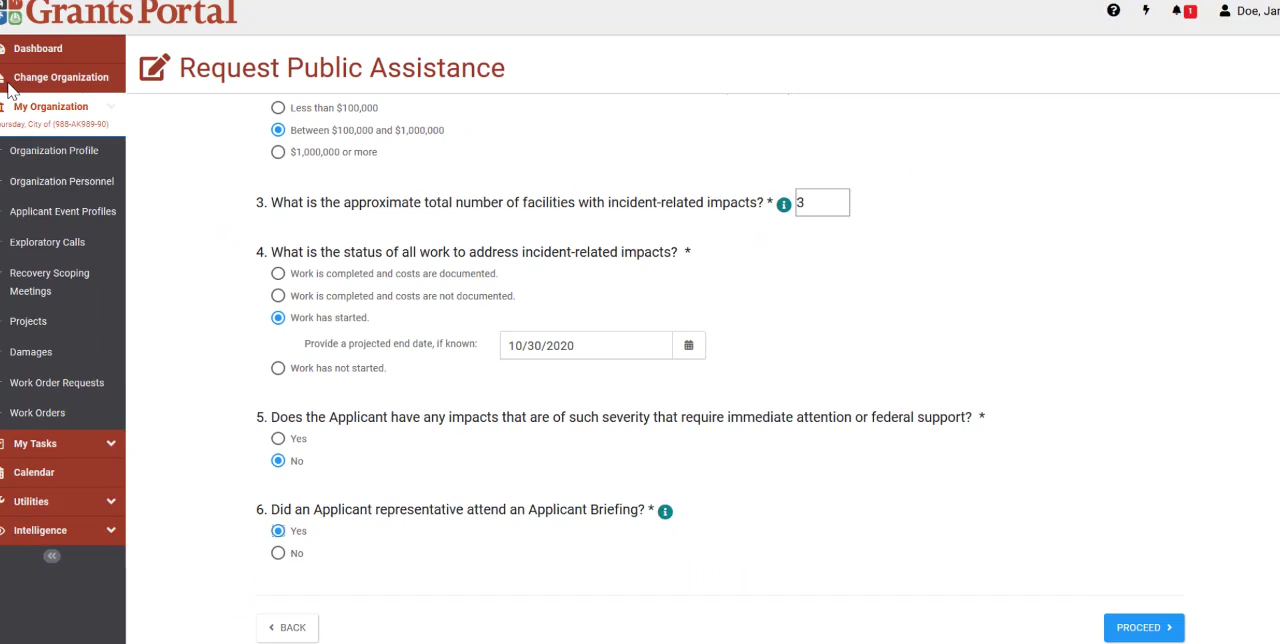 Grants Portal
1
Doe, Jar
Dashboard
Change Organization
My Organization
ursday, City of (988-AK989-90)
Organization Profile
Organization Personnel
Applicant Event Profiles
Exploratory Calls
Recovery Scoping
Meetings
Projects
Damages
Work Order Requests
Work Orders
My Tasks
Calendar
Utilities
Intelligence
Request Public Assistance
Less than $100,000
Between $100,000 and $1,000,000
$1,000,000 or more
3. What is the approximate total number of facilities with incident-related impacts? * 3
4. What is the status of all work to address incident-related impacts? *
Work is completed and costs are documented.
Work is completed and costs are not documented.
Work has started.
Provide a projected end date, if known: 10/30/2020
Work has not started.
5. Does the Applicant have any impacts that are of such severity that require immediate attention or federal support? *
Yes
No
6. Did an Applicant representative attend an Applicant Briefing? *
Yes
No
BACK
PROCEED